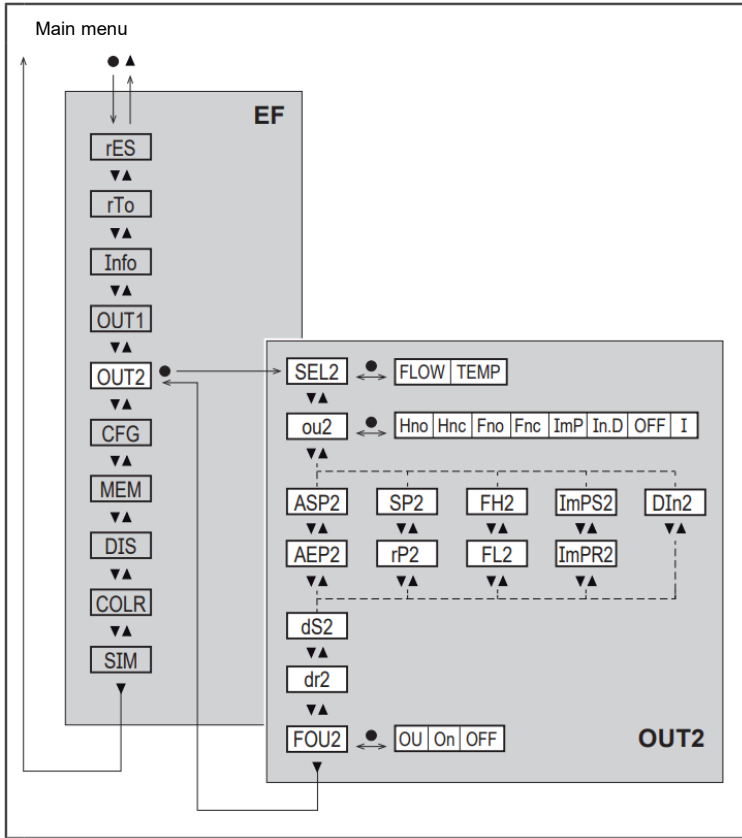 Main menu
EF
rES
rTo
Info
OUT1
OUT2
CFG
MEM
DIS
COLR
SIM
SEL2 FLOW TEMP
ou2 Hno Hnc Fno Fnc ImP In.D OFF I
ASP2 SP2 FH2 ImPS2 DIn2
AEP2 rP2 FL2 ImPR2
dS2
dr2
FOU2 OU On OFF
OUT2